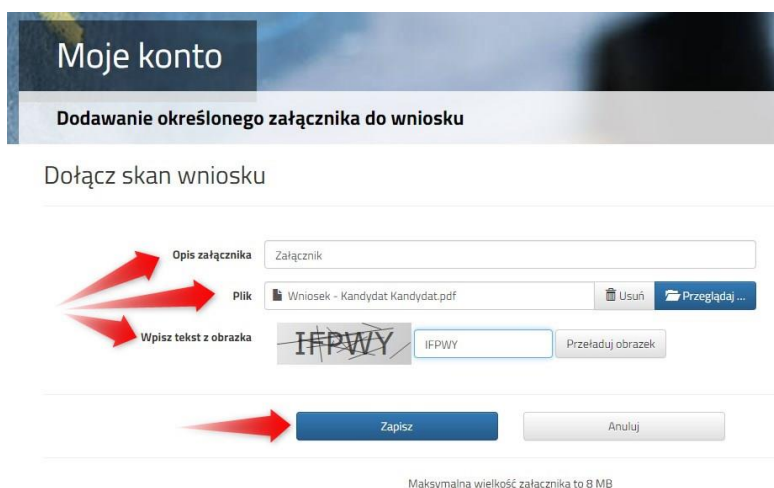 Moje konto
Dodawanie określonego załącznika do wniosku
Dołącz skan wniosku
Opis załącznika Załącznik
Plik Wniosek - Kandydat Kandydat.pdf Usuń Przeglądaj ...
Wpisz tekst z obrazka IFPWY IFPWY Przeładuj obrazek
Zapisz Anuluj
Maksymalna wielkość załącznika to 8 MB